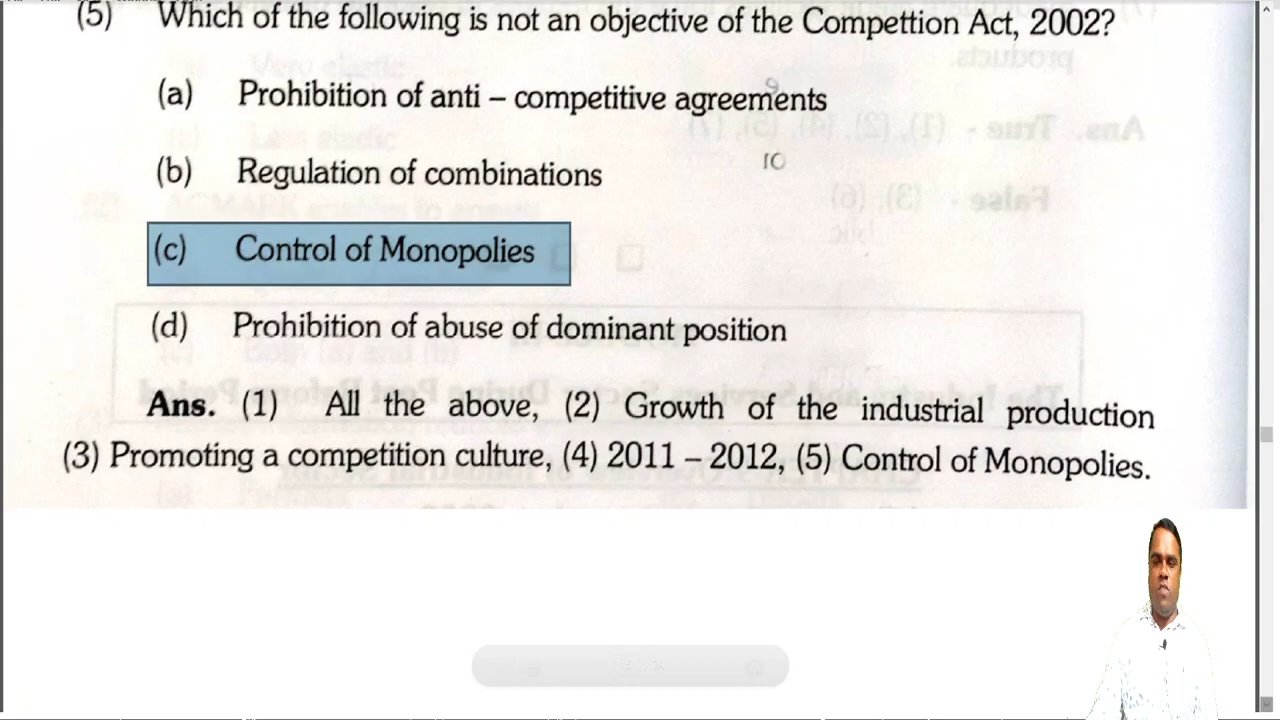 (5) Which of the following is not an objective of the Compettion Act, 2002?
(a) Prohibition of anti – competitive agreements
(b) Regulation of combinations
10
(c) Control of Monopolies
(d) Prohibition of abuse of dominant position
Ans. (1) All the above, (2) Growth of the industrial production
(3) Promoting a competition culture, (4) 2011 – 2012, (5) Control of Monopolies.